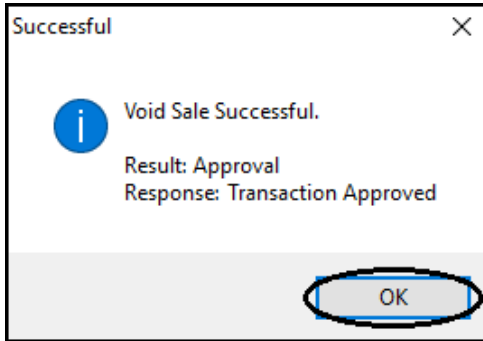 Successful
Void Sale Successful.
Result: Approval
Response: Transaction Approved
OK